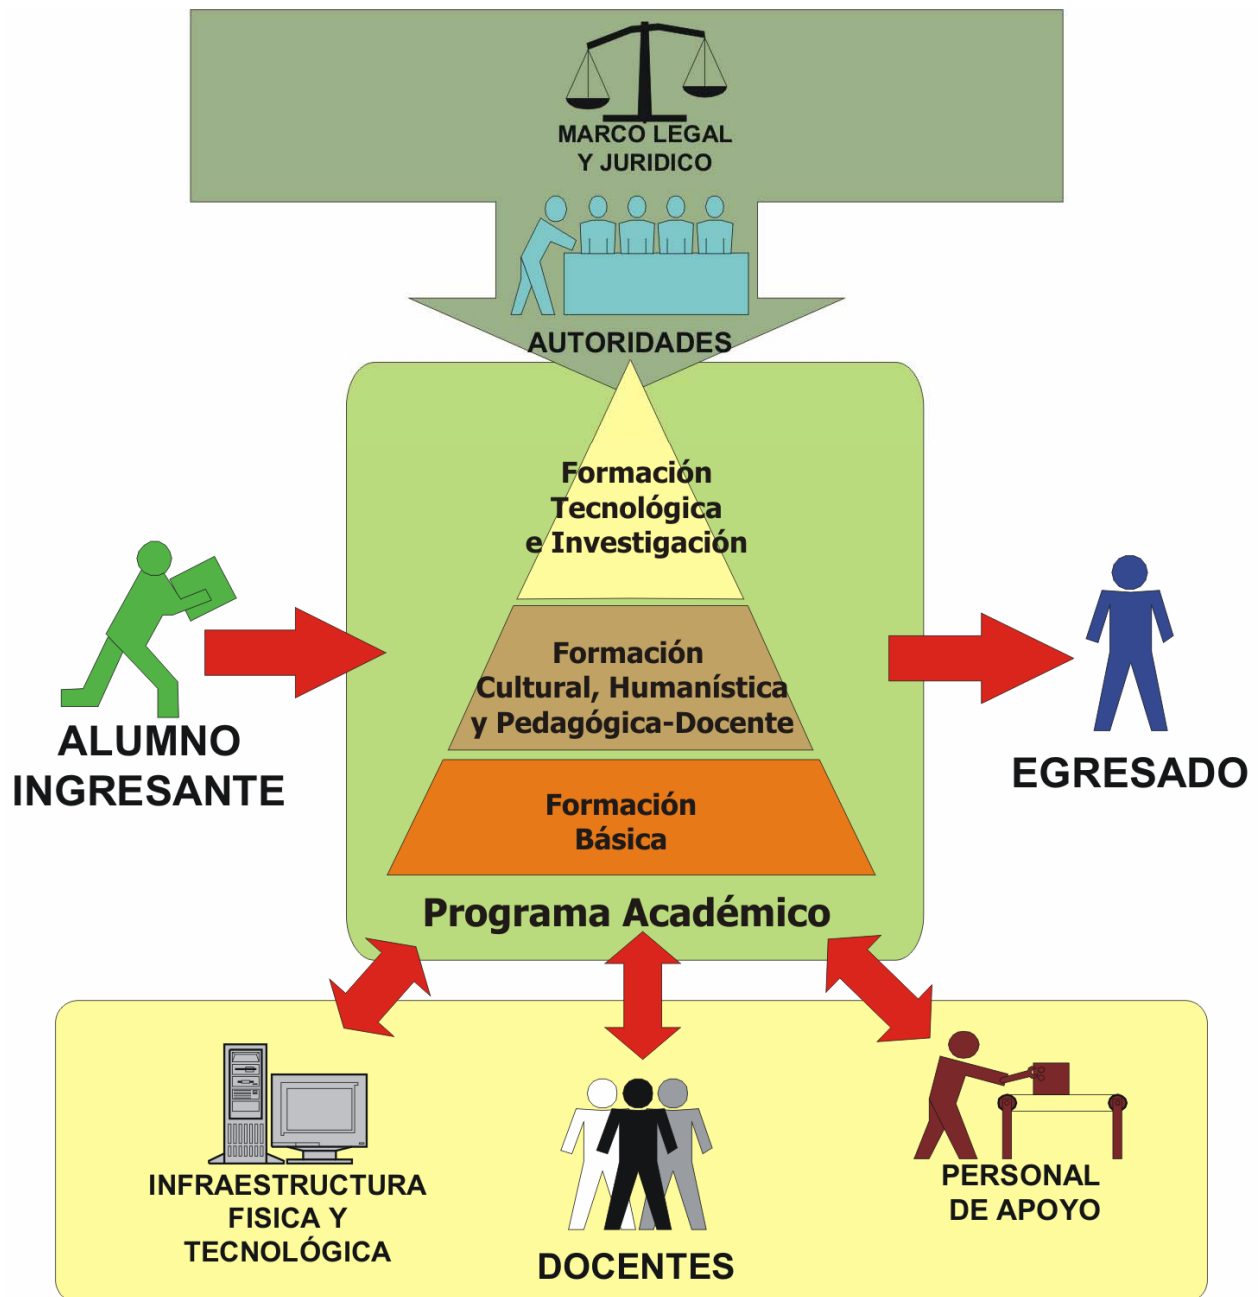 MARCO LEGAL
Y JURIDICO
AUTORIDADES
Formación
Tecnológica
e Investigación
Formación
Cultural, Humanística
y Pedagógica-Docente
Formación
Básica
Programa Académico
ALUMNO
INGRESANTE
EGRESADO
INFRAESTRUCTURA
FISICA Y
TECNOLÓGICA
DOCENTES
PERSONAL
DE APOYO